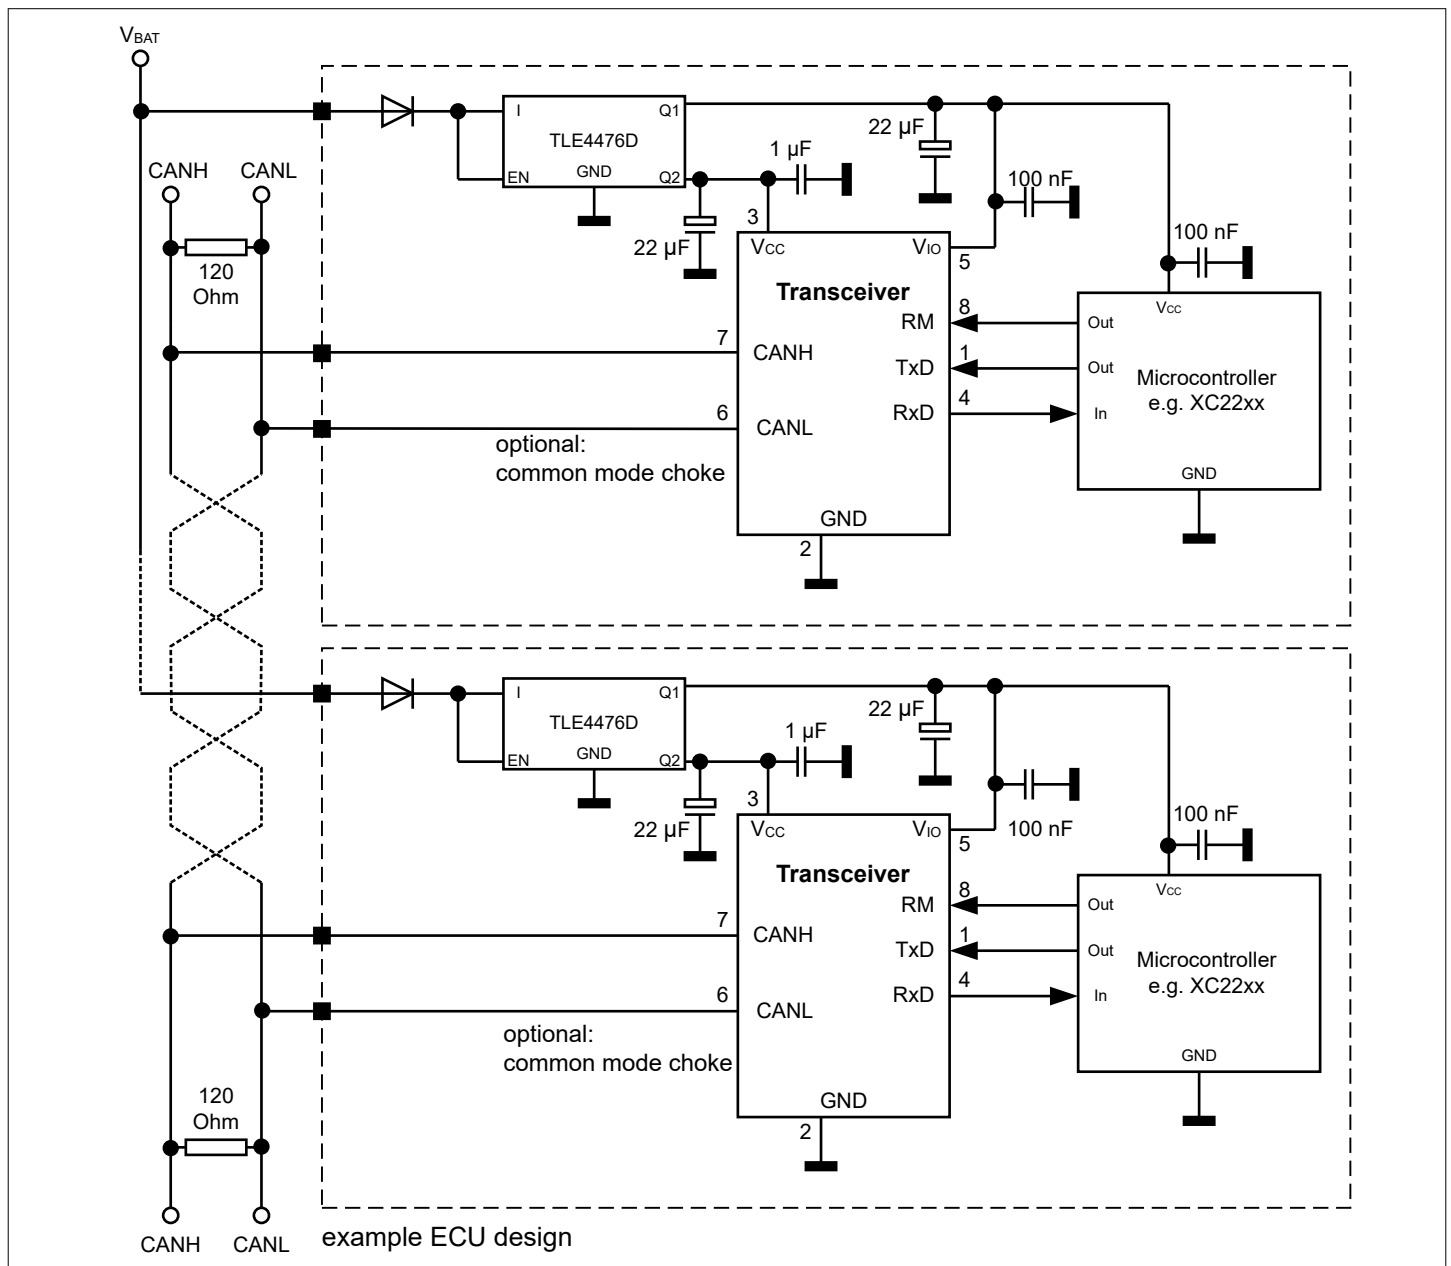 VBAT
CANH
CANL
120
Ohm
I
Q1
TLE4476D
EN
GND
Q2
22 µF
1 µF
22 µF
100 nF
100 nF
3
VCC
VIO
5
Transceiver
RM
8
7
CANH
TxD
1
6
CANL
RxD
4
GND
2
optional:
common mode choke
VCC
Out
Out
Microcontroller
e.g. XC22xx
In
GND
I
Q1
TLE4476D
EN
GND
Q2
22 µF
1 µF
22 µF
100 nF
100 nF
3
VCC
VIO
5
Transceiver
RM
8
7
CANH
TxD
1
6
CANL
RxD
4
GND
2
optional:
common mode choke
VCC
Out
Out
Microcontroller
e.g. XC22xx
In
GND
120
Ohm
CANH
CANL
example ECU design